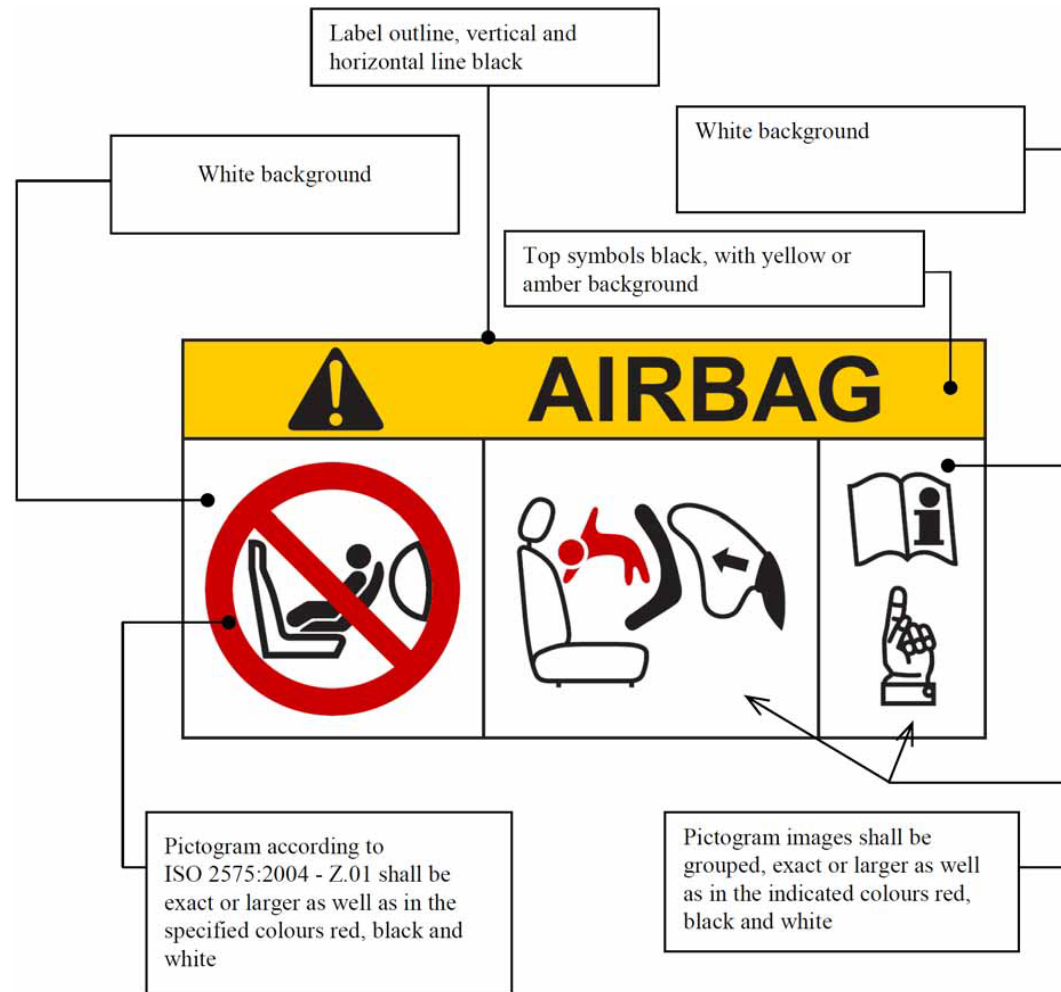 Label outline, vertical and
horizontal line black
White background
White background
Top symbols black, with yellow or
amber background
AIRBAG
Pictogram according to
ISO 2575:2004 - Z.01 shall be
exact or larger as well as in the
specified colours red, black and
white
Pictogram images shall be
grouped, exact or larger as well
as in the indicated colours red,
black and white